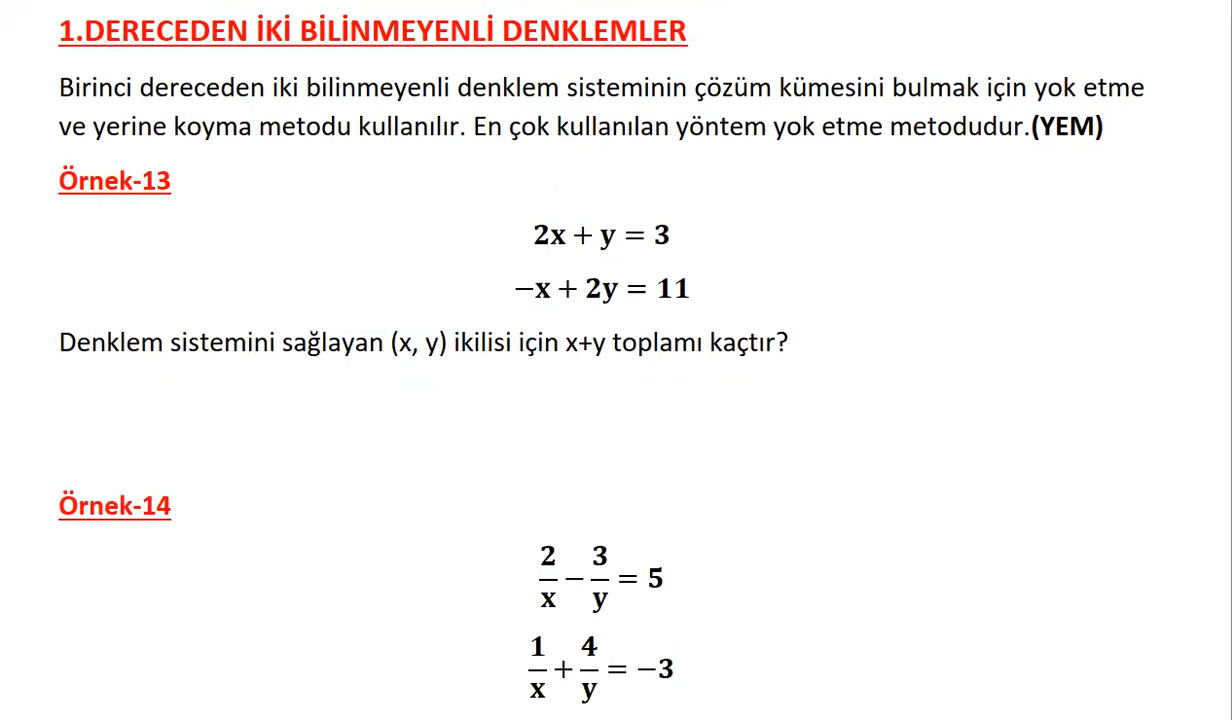 1.DERECEDEN İKİ BİLİNMEYENLİ DENKLEMLER
Birinci dereceden iki bilinmeyenli denklem sisteminin çözüm kümesini bulmak için yok etme
ve yerine koyma metodu kullanılır. En çok kullanılan yöntem yok etme metodudur.(YEM)
Örnek-13
2x + y = 3
−x + 2y = 11
Denklem sistemini sağlayan (x, y) ikilisi için x+y toplamı kaçtır?
Örnek-14
2/x − 3/y = 5
1/x + 4/y = −3